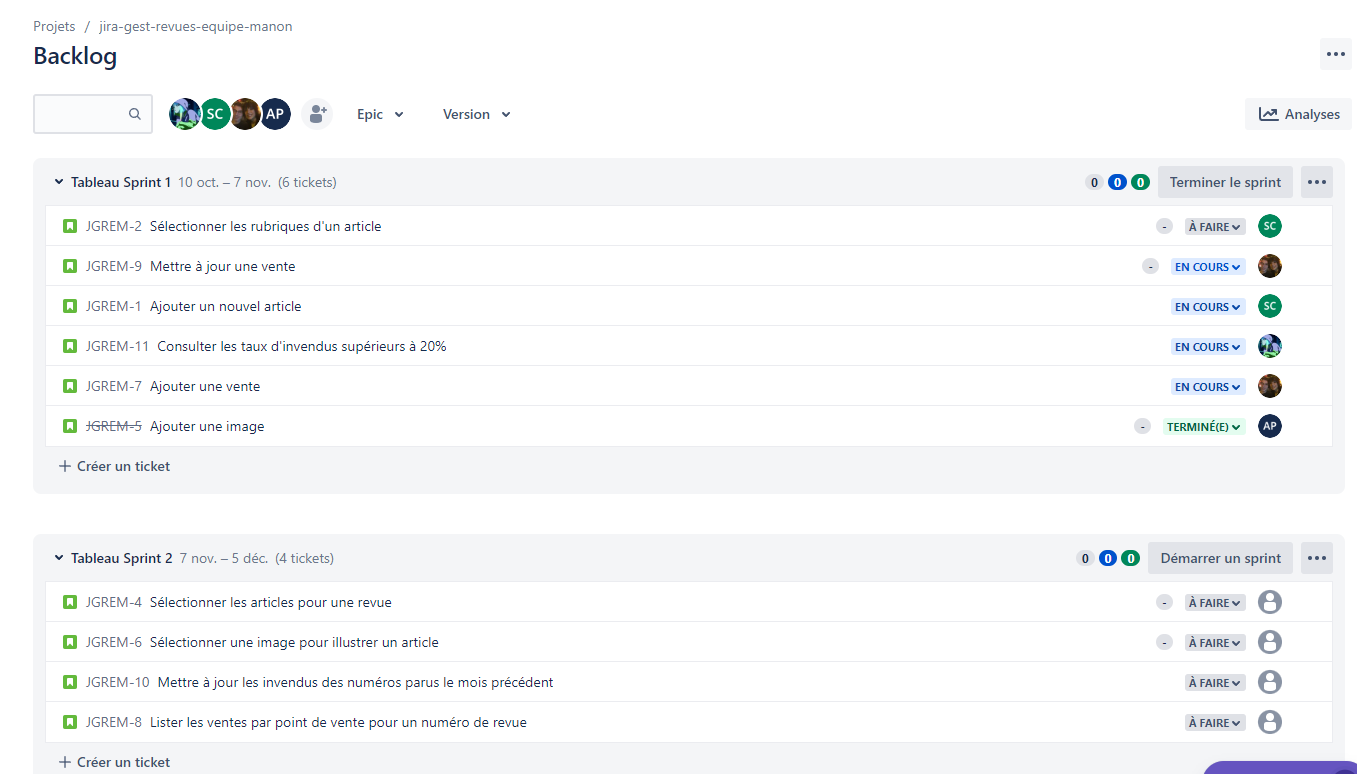 Projets / jira-gest-revues-equipe-manon
Backlog
SC AP Epic Version Analyses
Tableau Sprint 1 10 oct. – 7 nov. (6 tickets) 0 0 0 Terminer le sprint
JGREM-2 Sélectionner les rubriques d'un article - À FAIRE SC
JGREM-9 Mettre à jour une vente - EN COURS
JGREM-1 Ajouter un nouvel article EN COURS SC
JGREM-11 Consulter les taux d'invendus supérieurs à 20% EN COURS
JGREM-7 Ajouter une vente EN COURS
JGREM-5 Ajouter une image - TERMINÉ(E) AP
+ Créer un ticket
Tableau Sprint 2 7 nov. – 5 déc. (4 tickets) 0 0 0 Démarrer un sprint
JGREM-4 Sélectionner les articles pour une revue - À FAIRE
JGREM-6 Sélectionner une image pour illustrer un article - À FAIRE
JGREM-10 Mettre à jour les invendus des numéros parus le mois précédent À FAIRE
JGREM-8 Lister les ventes par point de vente pour un numéro de revue À FAIRE
+ Créer un ticket